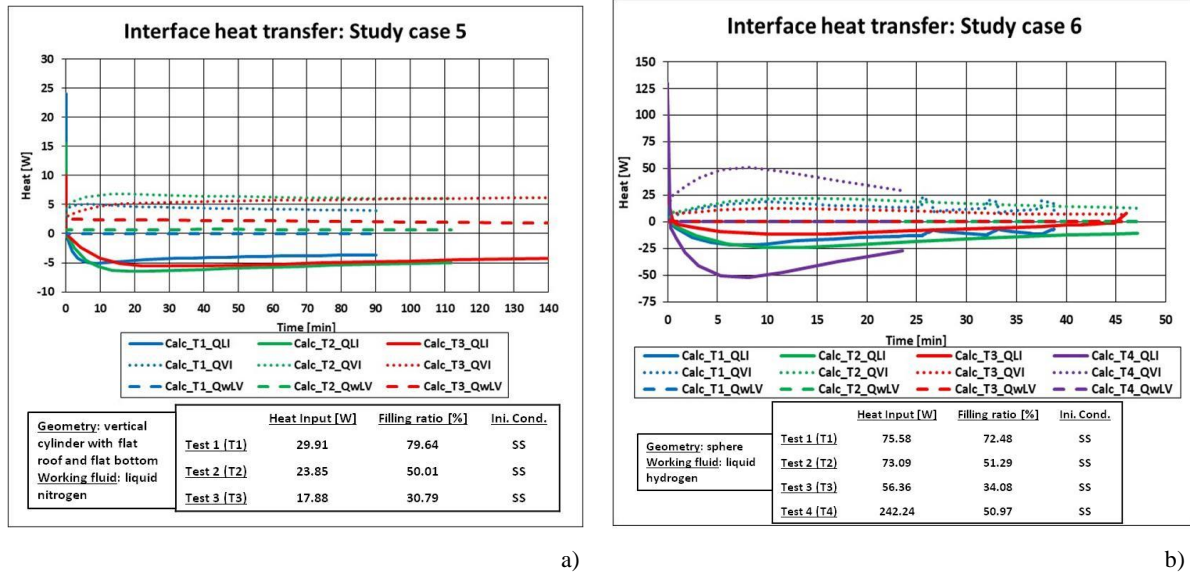 Interface heat transfer: Study case 5
Heat [W]
30
25
20
15
10
5
0
-5
-10
0 10 20 30 40 50 60 70 80 90 100 110 120 130 140
Time [min]
Calc_T1_QLI Calc_T2_QLI Calc_T3_QLI
Calc_T1_QVI Calc_T2_QVI Calc_T3_QVI
Calc_T1_QwLV Calc_T2_QwLV Calc_T3_QwLV
Geometry: vertical
cylinder with flat
roof and flat bottom
Working fluid: liquid
nitrogen
Heat Input [W] Filling ratio [%] Ini. Cond.
Test 1 (T1) 29.91 79.64 SS
Test 2 (T2) 23.85 50.01 SS
Test 3 (T3) 17.88 30.79 SS
a)
Interface heat transfer: Study case 6
Heat [W]
150
125
100
75
50
25
0
-25
-50
-75
0 5 10 15 20 25 30 35 40 45 50
Time [min]
Calc_T1_QLI Calc_T2_QLI Calc_T3_QLI Calc_T4_QLI
Calc_T1_QVI Calc_T2_QVI Calc_T3_QVI Calc_T4_QVI
Calc_T1_QwLV Calc_T2_QwLV Calc_T3_QwLV Calc_T4_QwLV
Geometry: sphere
Working fluid: liquid
hydrogen
Heat Input [W] Filling ratio [%] Ini. Cond.
Test 1 (T1) 75.58 72.48 SS
Test 2 (T2) 73.09 51.29 SS
Test 3 (T3) 56.36 34.08 SS
Test 4 (T4) 242.24 50.97 SS
b)